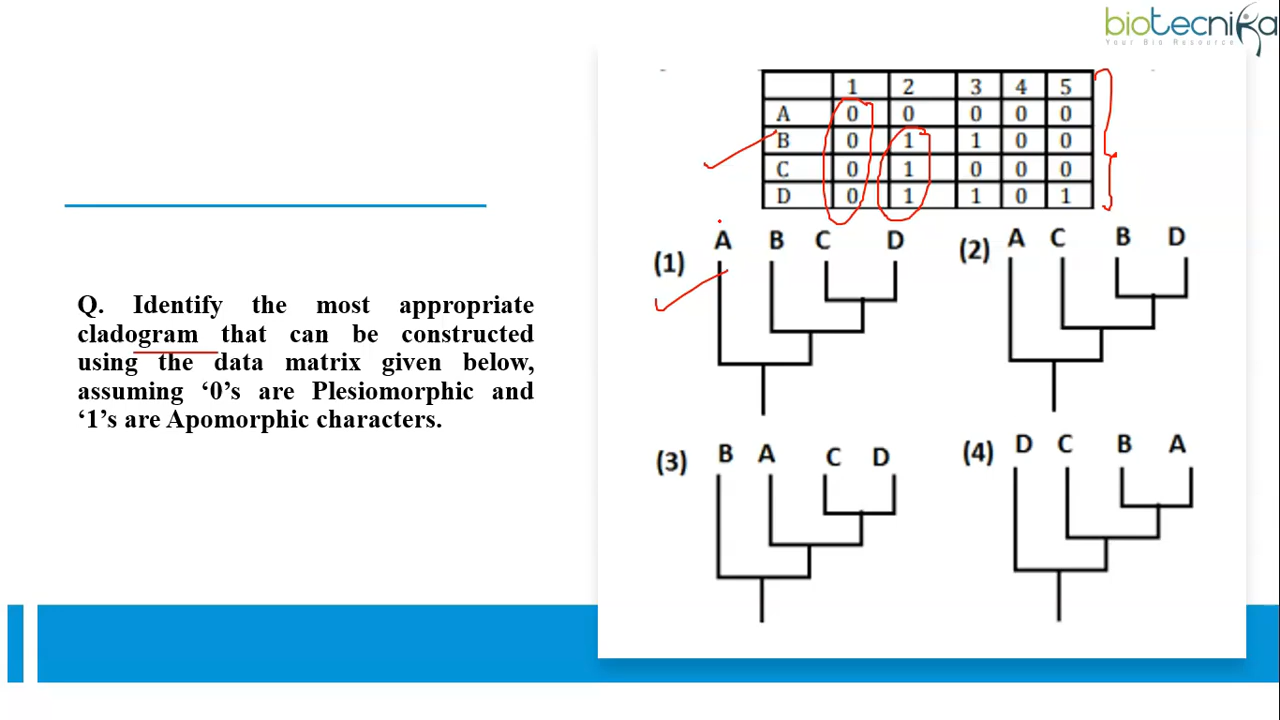 biotecnika
Your Bio Resource
Q. Identify the most appropriate
cladogram that can be constructed
using the data matrix given below,
assuming ‘0’s are Plesiomorphic and
‘1’s are Apomorphic characters.
1 2 3 4 5
A 0 0 0 0 0
B 0 1 1 0 0
C 0 1 0 0 0
D 0 1 1 0 1
(1) A B C D
(2) A C B D
(3) B A C D
(4) D C B A